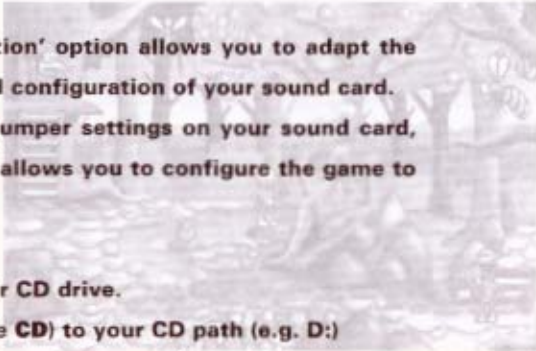 ion' option allows you to adapt the
configuration of your sound card.
umper settings on your sound card,
allows you to configure the game to
r CD drive.
e CD) to your CD path (e.g. D:)